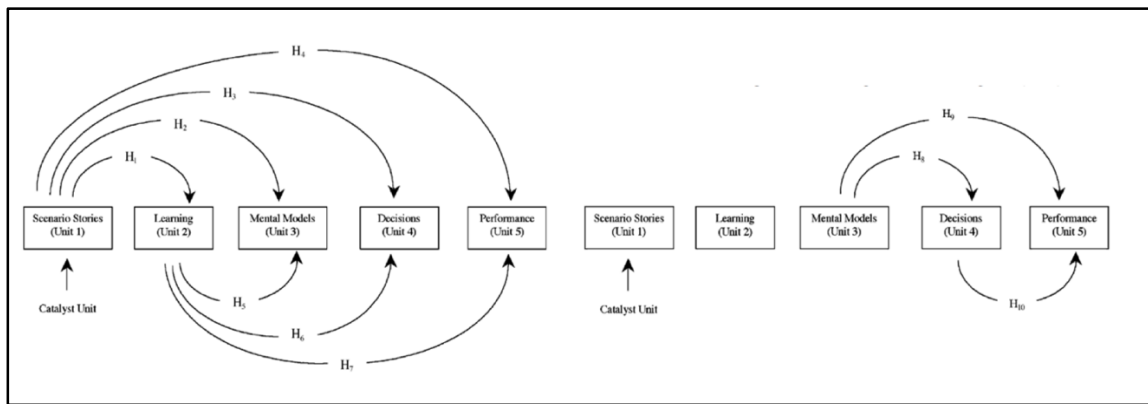 H₄
H₃
H₂
H₁
H₉
H₈
Scenario Stories
(Unit 1)
Learning
(Unit 2)
Mental Models
(Unit 3)
Decisions
(Unit 4)
Performance
(Unit 5)
Scenario Stories
(Unit 1)
Learning
(Unit 2)
Mental Models
(Unit 3)
Decisions
(Unit 4)
Performance
(Unit 5)
Catalyst Unit
H₅
H₆
H₇
Catalyst Unit
H₁₀